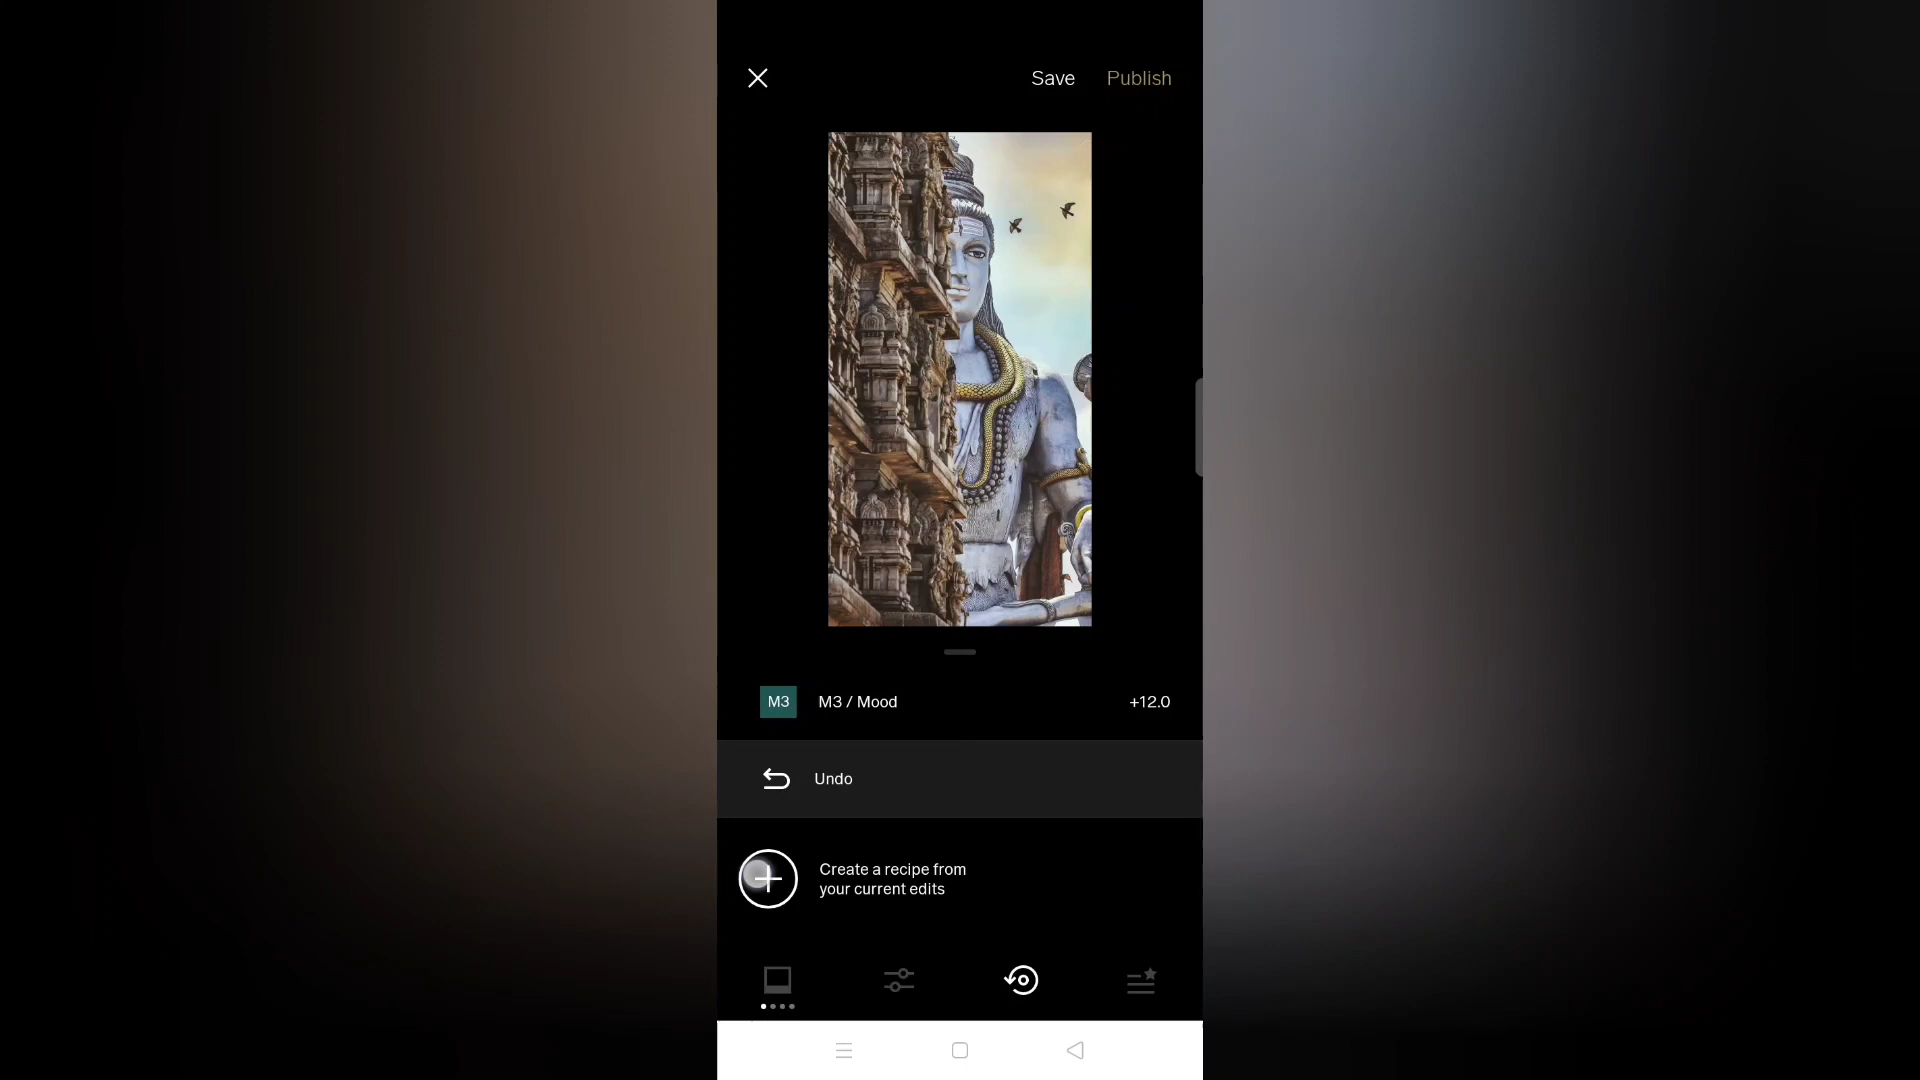 Save Publish
M3 M3 / Mood +12.0
Undo
Create a recipe from
your current edits